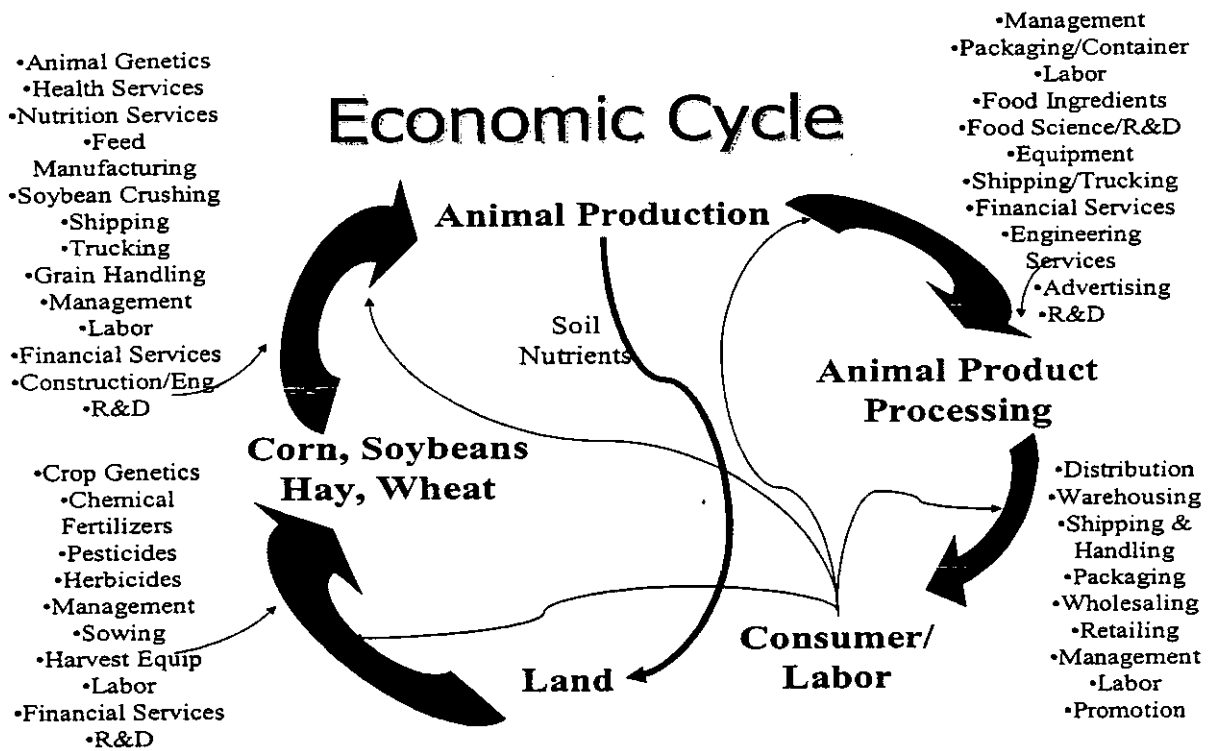 Economic Cycle
•Animal Genetics
•Health Services
•Nutrition Services
•Feed
Manufacturing
•Soybean Crushing
•Shipping
•Trucking
•Grain Handling
•Management
•Labor
•Financial Services
•Construction/Eng.
•R&D
•Crop Genetics
•Chemical
Fertilizers
•Pesticides
•Herbicides
•Management
•Sowing
•Harvest Equip
•Labor
•Financial Services
•R&D
Animal Production
Soil
Nutrients
Corn, Soybeans
Hay, Wheat
Land
Consumer/
Labor
Animal Product
Processing
•Management
•Packaging/Container
•Labor
•Food Ingredients
•Food Science/R&D
•Equipment
•Shipping/Trucking
•Financial Services
•Engineering
Services
•Advertising
•R&D
•Distribution
•Warehousing
•Shipping &
Handling
•Packaging
•Wholesaling
•Retailing
•Management
•Labor
•Promotion